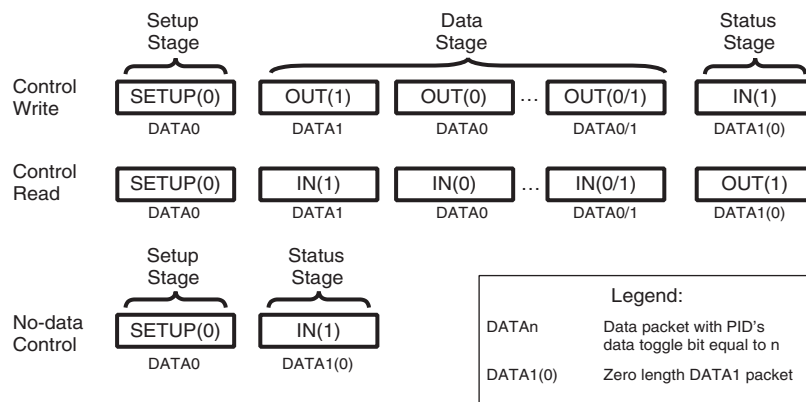 Setup Stage
Data Stage
Status Stage
Control Write
SETUP(0) OUT(1) OUT(0) ... OUT(0/1) IN(1)
DATA0 DATA1 DATA0 DATA0/1 DATA1(0)
Control Read
SETUP(0) IN(1) IN(0) ... IN(0/1) OUT(1)
DATA0 DATA1 DATA0 DATA0/1 DATA1(0)
Setup Stage
Status Stage
No-data Control
SETUP(0) IN(1)
DATA0 DATA1(0)
Legend:
DATAn Data packet with PID's
data toggle bit equal to n
DATA1(0) Zero length DATA1 packet